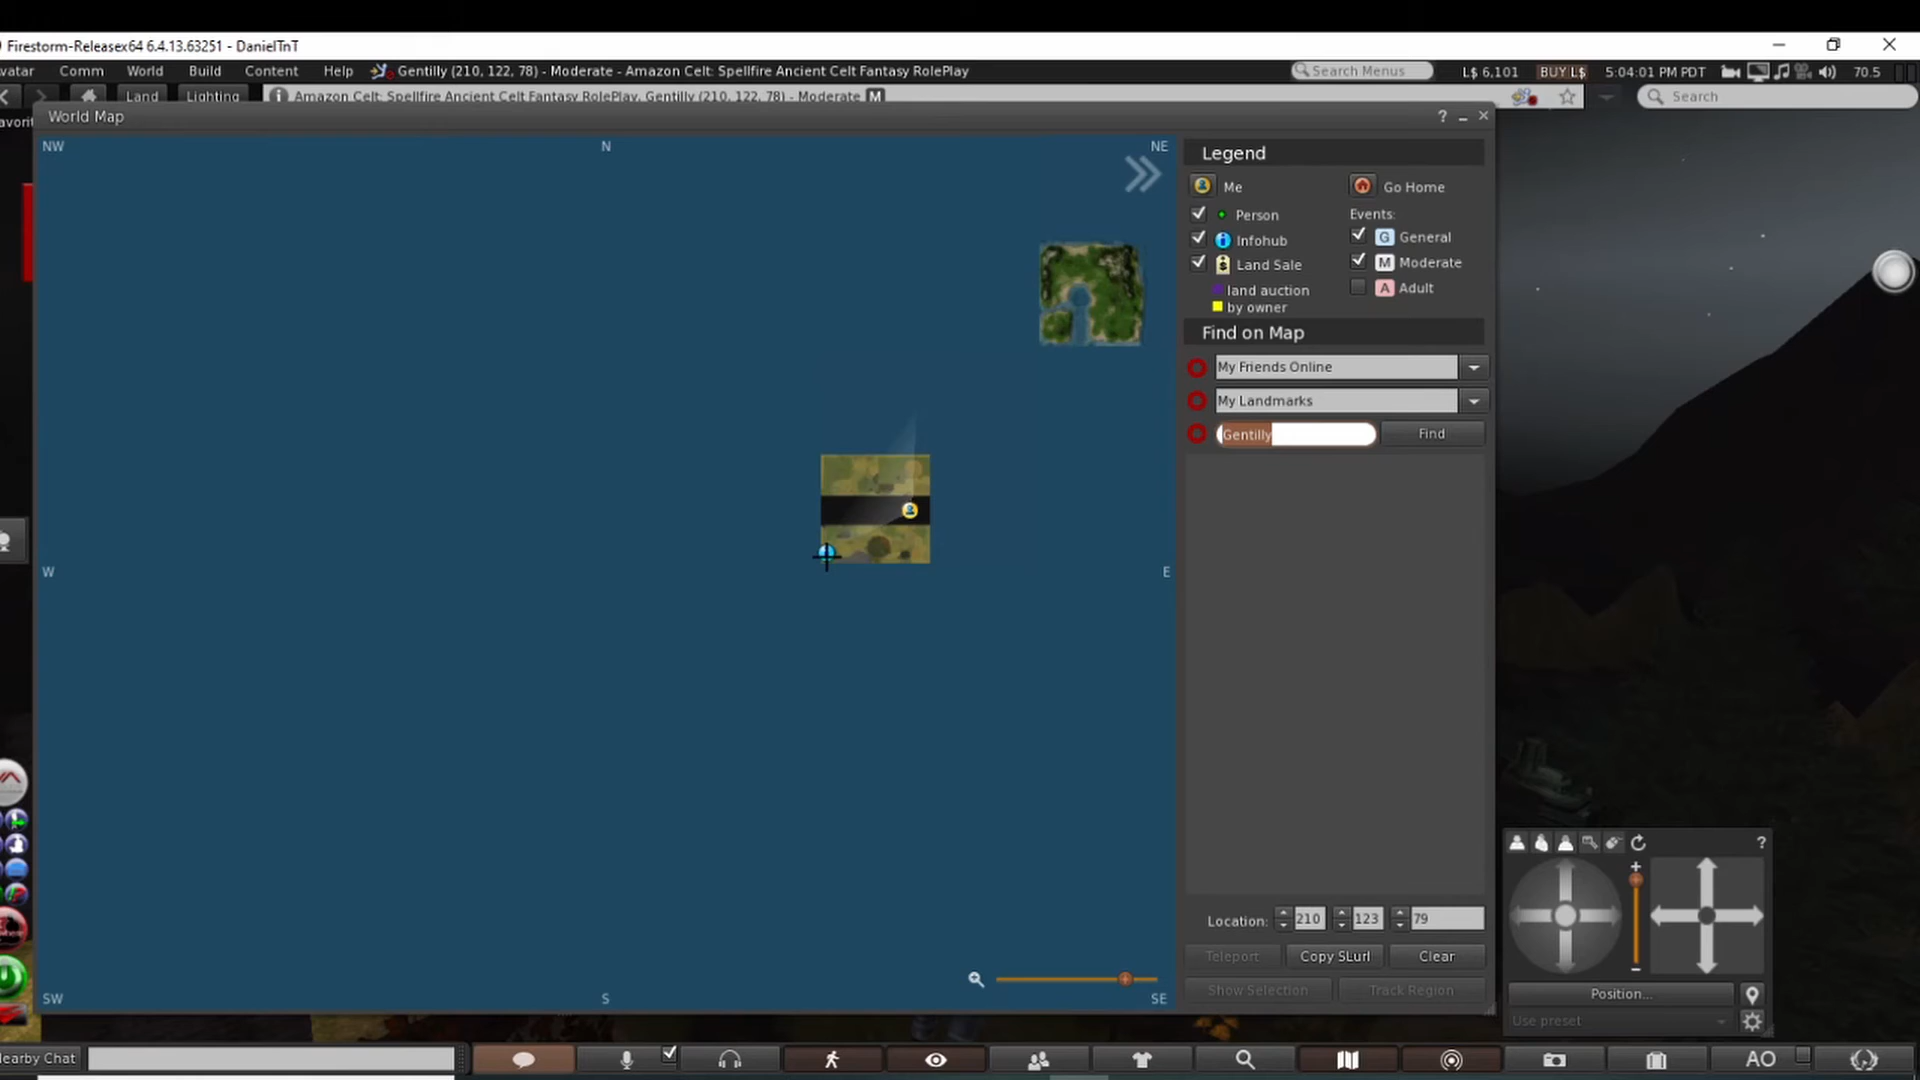 Firestorm-Releasex64 6.4.13.63251 - DanielTnT
vatar Comm World Build Content Help Gentilly (210, 122, 78) - Moderate - Amazon Celt: Spellfire Ancient Celt Fantasy RolePlay Search Menus L$ 6,101 BUY L$ 5:04:01 PM PDT 70.5
Land Lighting Amazon Celt: Spellfire Ancient Celt Fantasy RolePlay, Gentilly (210, 122, 78) - Moderate M Search
avorit
World Map ?
NW N NE
Legend
Me Go Home
Person Events:
Infohub G General
Land Sale M Moderate
land auction A Adult
by owner
Find on Map
My Friends Online
My Landmarks
Gentilly Find
W E
Location: 210 123 79
Teleport Copy SLurl Clear
Show Selection Track Region
SW S SE
?
+
-
Position...
Use preset
earby Chat AO